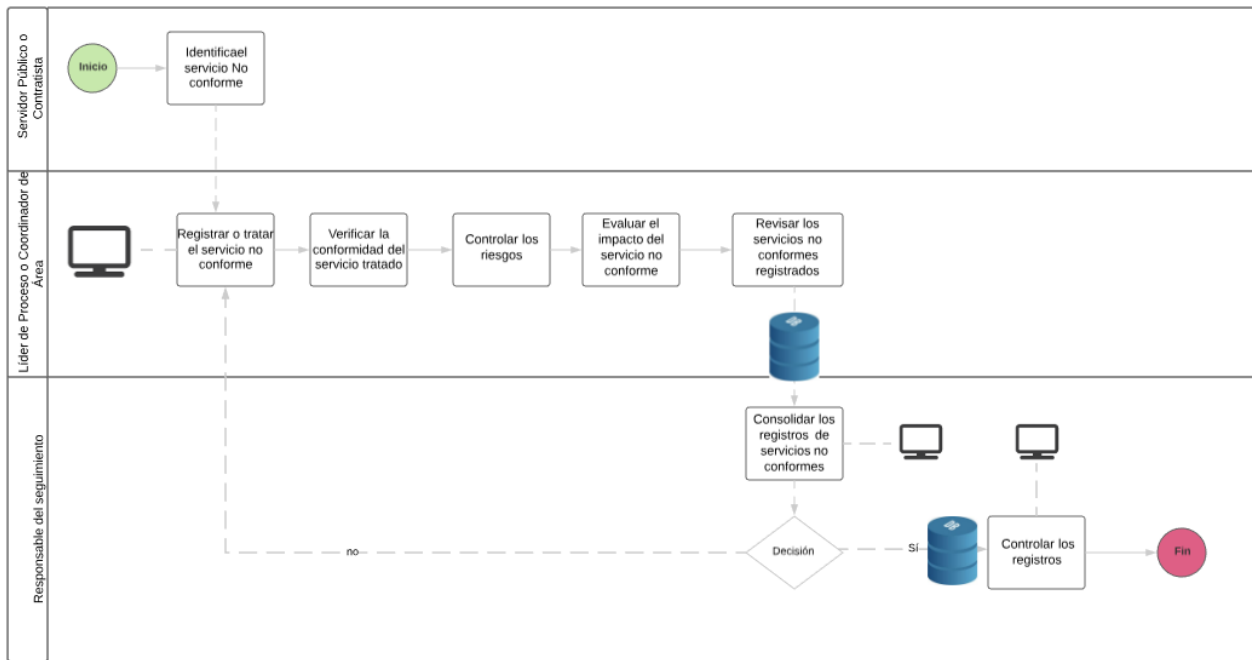 Servidor Público o
Contratista
Inicio
Identificael
servicio No
conforme
Líder de Proceso o Coordinador de
Área
Registrar o tratar
el servicio no
conforme
Verificar la
conformidad del
servicio tratado
Controlar los
riesgos
Evaluar el
impacto del
servicio no
conforme
Revisar los
servicios no
conformes
registrados
Responsable del seguimiento
Consolidar los
registros de
servicios no
conformes
no
Decisión
Sí
Controlar los
registros
Fin